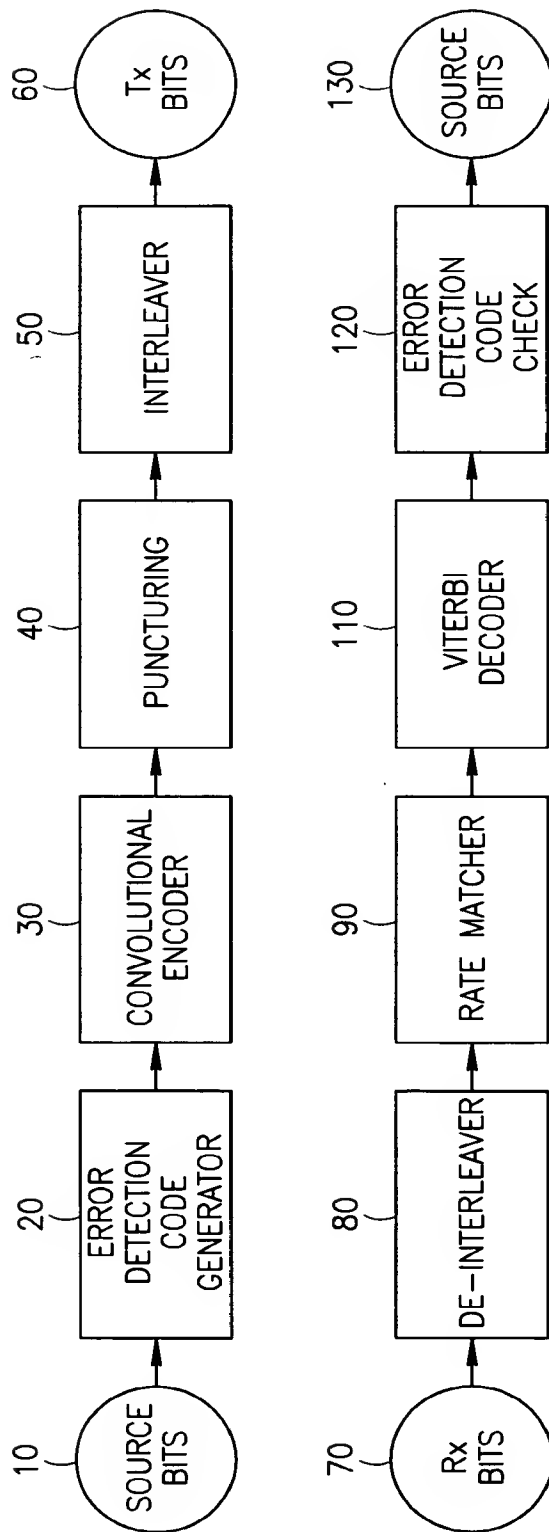 10
SOURCE
BITS
20
ERROR
DETECTION
CODE
GENERATOR
30
CONVOLUTIONAL
ENCODER
40
PUNCTURING
50
INTERLEAVER
60
Tx
BITS
70
Rx
BITS
80
DE-INTERLEAVER
90
RATE MATCHER
110
VITERBI
DECODER
120
ERROR
DETECTION
CODE
CHECK
130
SOURCE
BITS